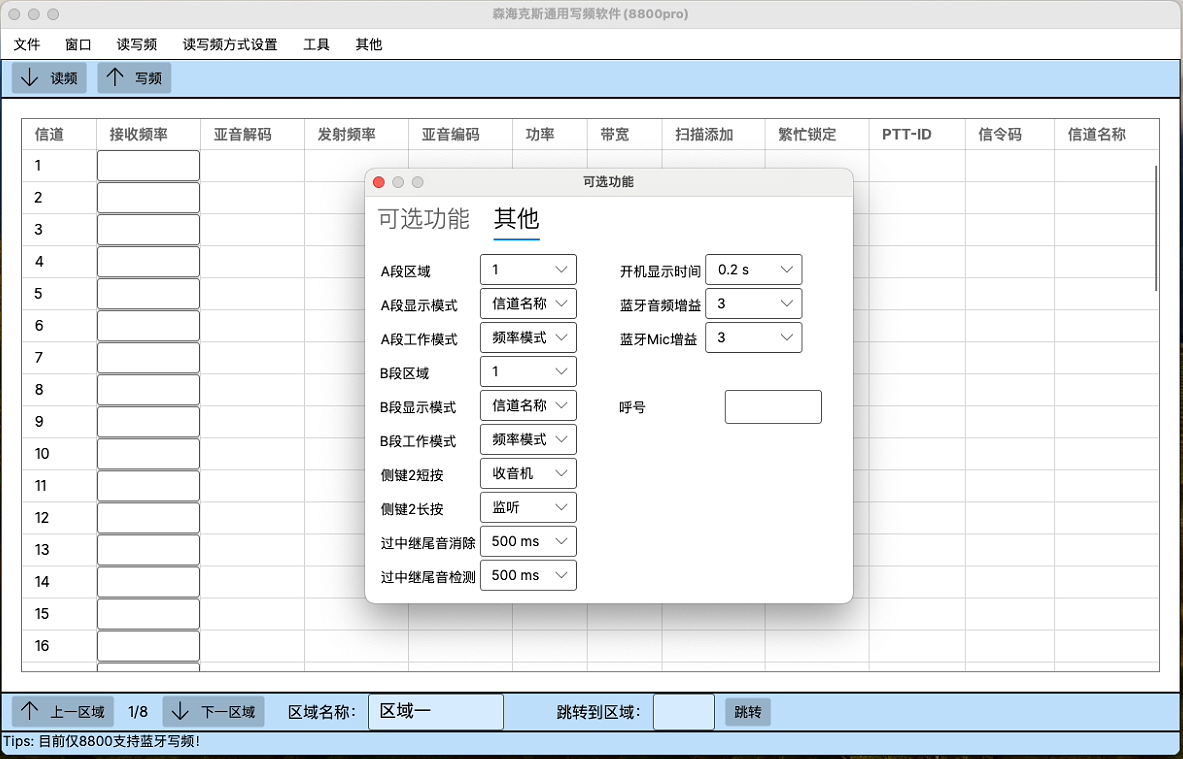 森海克斯通用写频软件(8800pro)
文件 窗口 读写频 读写频方式设置 工具 其他
读频 写频
信道 接收频率 亚音解码 发射频率 亚音编码 功率 带宽 扫描添加 繁忙锁定 PTT-ID 信令码 信道名称
1
2
3
4
5
6
7
8
9
10
11
12
13
14
15
16
可选功能
可选功能 其他
A段区域 1 开机显示时间 0.2 s
A段显示模式 信道名称 蓝牙音频增益 3
A段工作模式 频率模式 蓝牙Mic增益 3
B段区域 1
B段显示模式 信道名称 呼号
B段工作模式 频率模式
侧键2短按 收音机
侧键2长按 监听
过中继尾音消除 500 ms
过中继尾音检测 500 ms
上一区域 1/8 下一区域 区域名称: 区域一 跳转到区域: 跳转
Tips: 目前仅8800支持蓝牙写频!